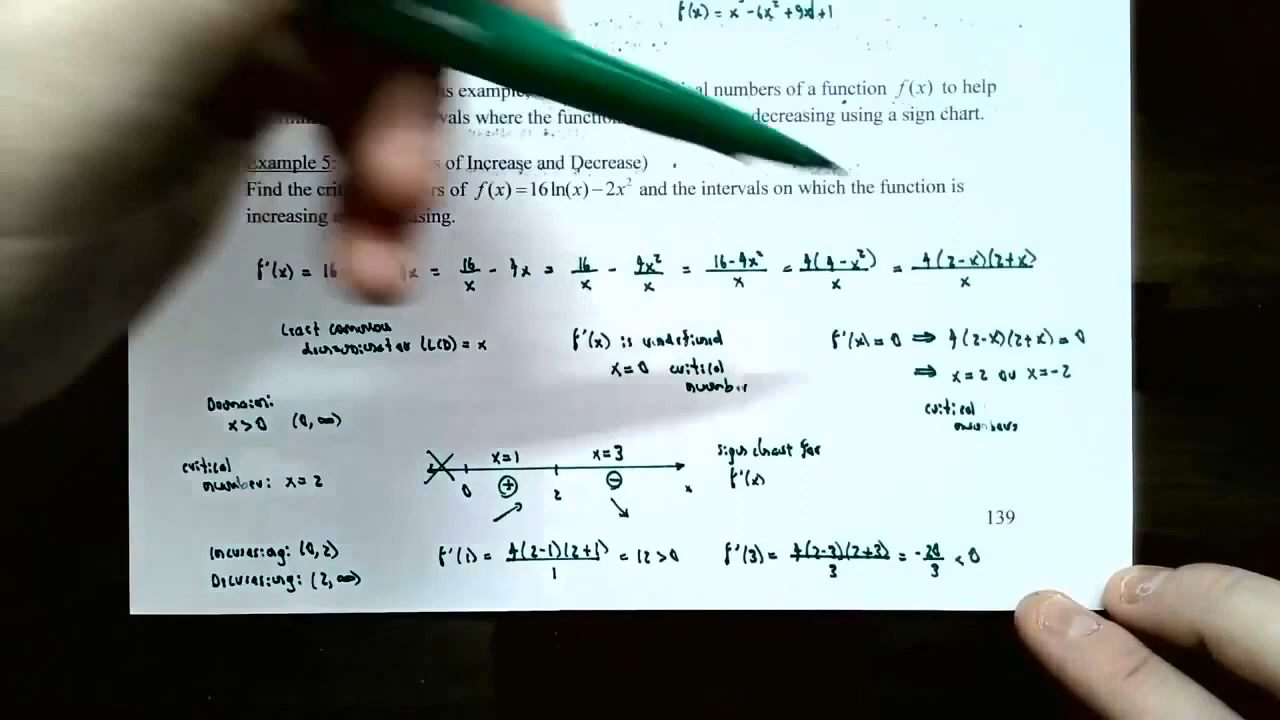 f(x) = x³ - 6x² + 9x + 1
s example, numbers of a function f(x) to help
vals where the function decreasing using a sign chart.
Example 5: of Increase and Decrease)
Find the of f(x) = 16 ln(x) − 2x² and the intervals on which the function is
increasing
f'(x) = 16 = 16/x - 4x = 16/x - 4x²/x = (16-4x²)/x = 4(4-x²)/x = 4(2-x)(2+x)/x
Least common
denominator (LCD) = x
f'(x) is undefined
x=0 critical
number
f'(x)=0 ⇒ 4(2-x)(2+x)=0
⇒ x=2 or x=-2
critical
numbers
Domain:
x>0 (0,∞)
critical
number: x=2
x=1 x=3
0 ⊕ 2 ⊖ x
sign chart for
f'(x)
139
Increasing: (0,2)
Decreasing: (2,∞)
f'(1) = 4(2-1)(2+1)/1 = 12 > 0
f'(3) = 4(2-3)(2+3)/3 = -20/3 < 0